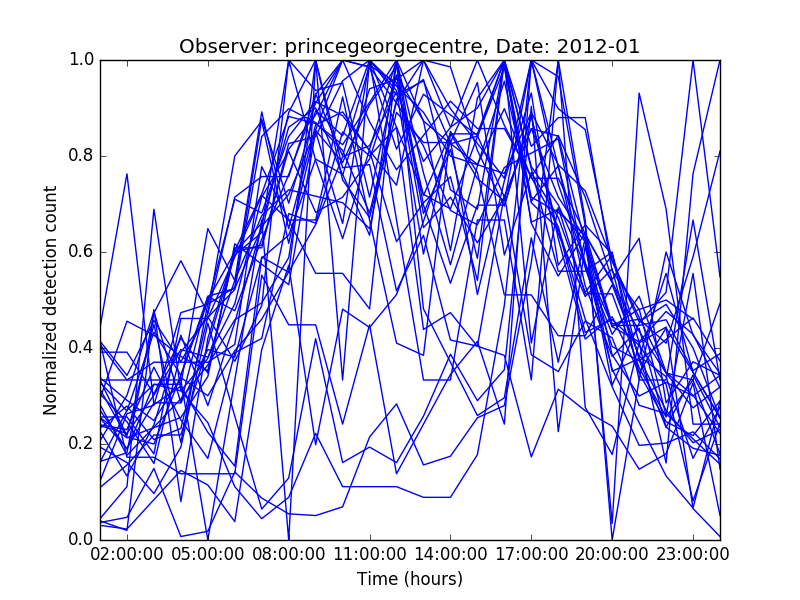 Observer: princegeorgecentre, Date: 2012-01
1.0
0.8
0.6
0.4
0.2
0.0
Normalized detection count
02:00:00 05:00:00 08:00:00 11:00:00 14:00:00 17:00:00 20:00:00 23:00:00
Time (hours)